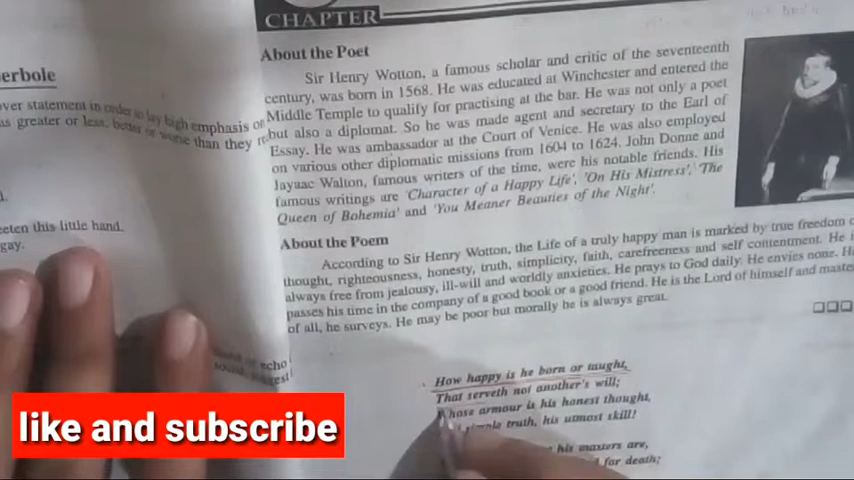 CHAPTER
erbole
over statement in order to lay high emphasis on
as greater or less, better or worse than they
eeten this little hand.
gay.
echo
About the Poet
Sir Henry Wotton, a famous scholar and critic of the seventeenth
century, was born in 1568. He was educated at Winchester and entered the
Middle Temple to qualify for practising at the bar. He was not only a poet
but also a diplomat. So he was made agent and secretary to the Earl of
Essay. He was ambassador at the Court of Venice. He was also employed
on various other diplomatic missions from 1604 to 1624. John Donne and
Jayaac Walton, famous writers of the time, were his notable friends. His
famous writings are 'Character of a Happy Life', 'On His Mistress', 'The
Queen of Bohemia' and 'You Meaner Beauties of the Night'.
About the Poem
According to Sir Henry Wotton, the Life of a truly happy man is marked by true freedom o
thought, righteousness, honesty, truth, simplicity, faith, carefreeness and self contentment. He i
always free from jealousy, ill-will and worldly anxieties. He prays to God daily. He envies none. H
passes his time in the company of a good book or a good friend. He is the Lord of himself and maste
of all, he surveys. He may be poor but morally be is always great.
How happy is he born or taught,
That serveth not another's will;
Whose armour is his honest thought,
simple truth, his utmost skill!
his masters are,
for death;
like and subscribe